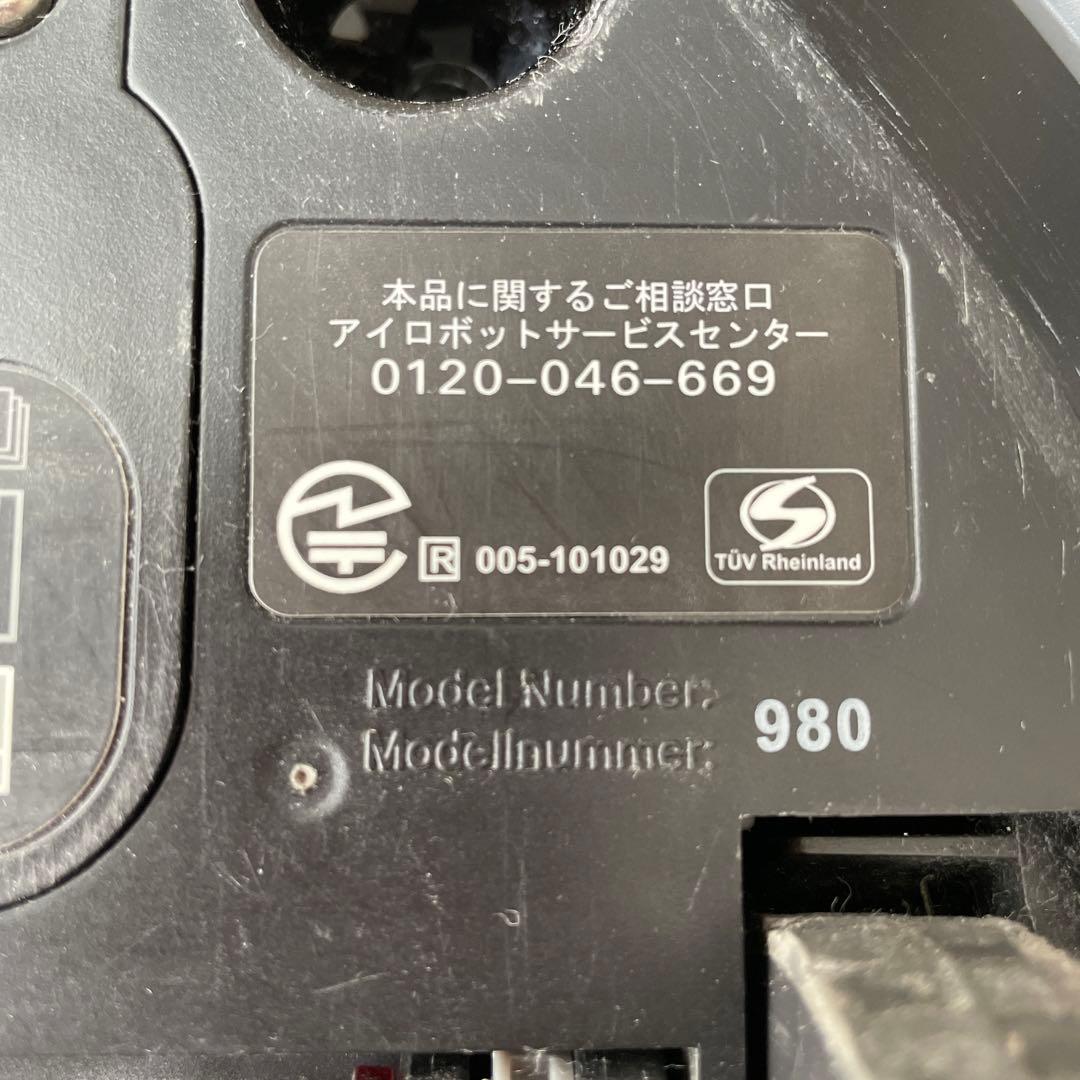 本品に関するご相談窓口
アイロボットサービスセンター
0120-046-669
R 005-101029
TÜV Rheinland
Model Number: 980
Modellnummer: